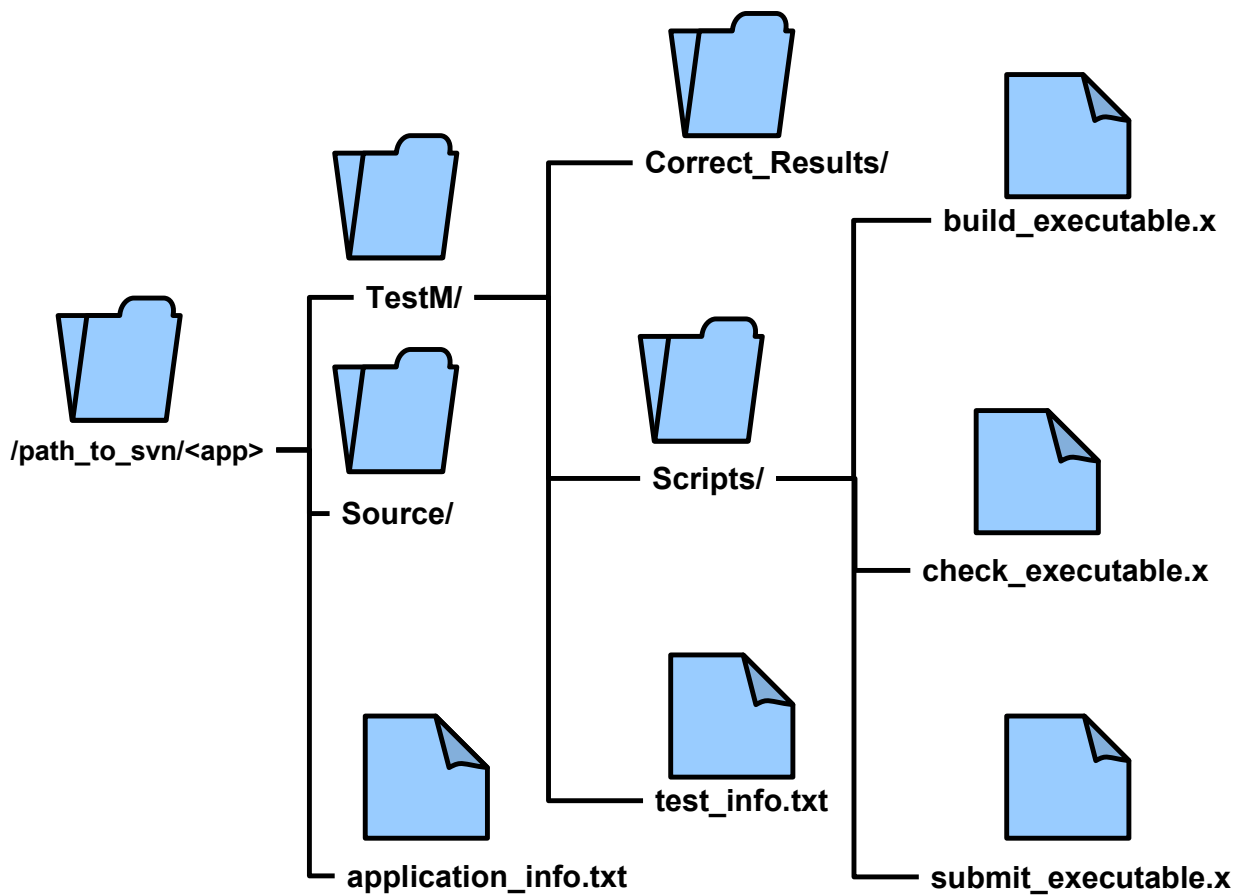 Correct_Results/
build_executable.x
TestM/
/path_to_svn/<app>
Scripts/
Source/
check_executable.x
test_info.txt
application_info.txt
submit_executable.x